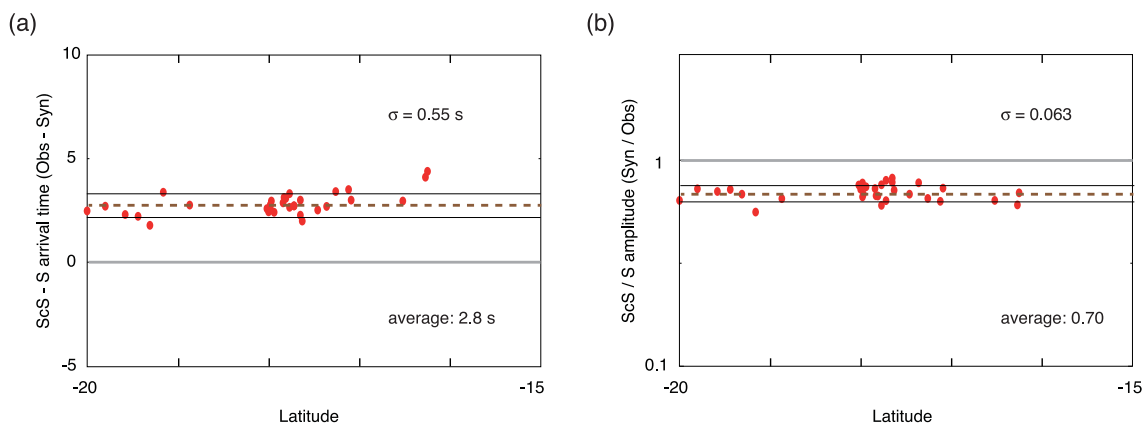 (a)
10
σ = 0.55 s
5
0
average: 2.8 s
-5
-20
-15
Latitude
ScS - S arrival time (Obs - Syn)
(b)
σ = 0.063
1
average: 0.70
0.1
-20
-15
Latitude
ScS / S amplitude (Syn / Obs)